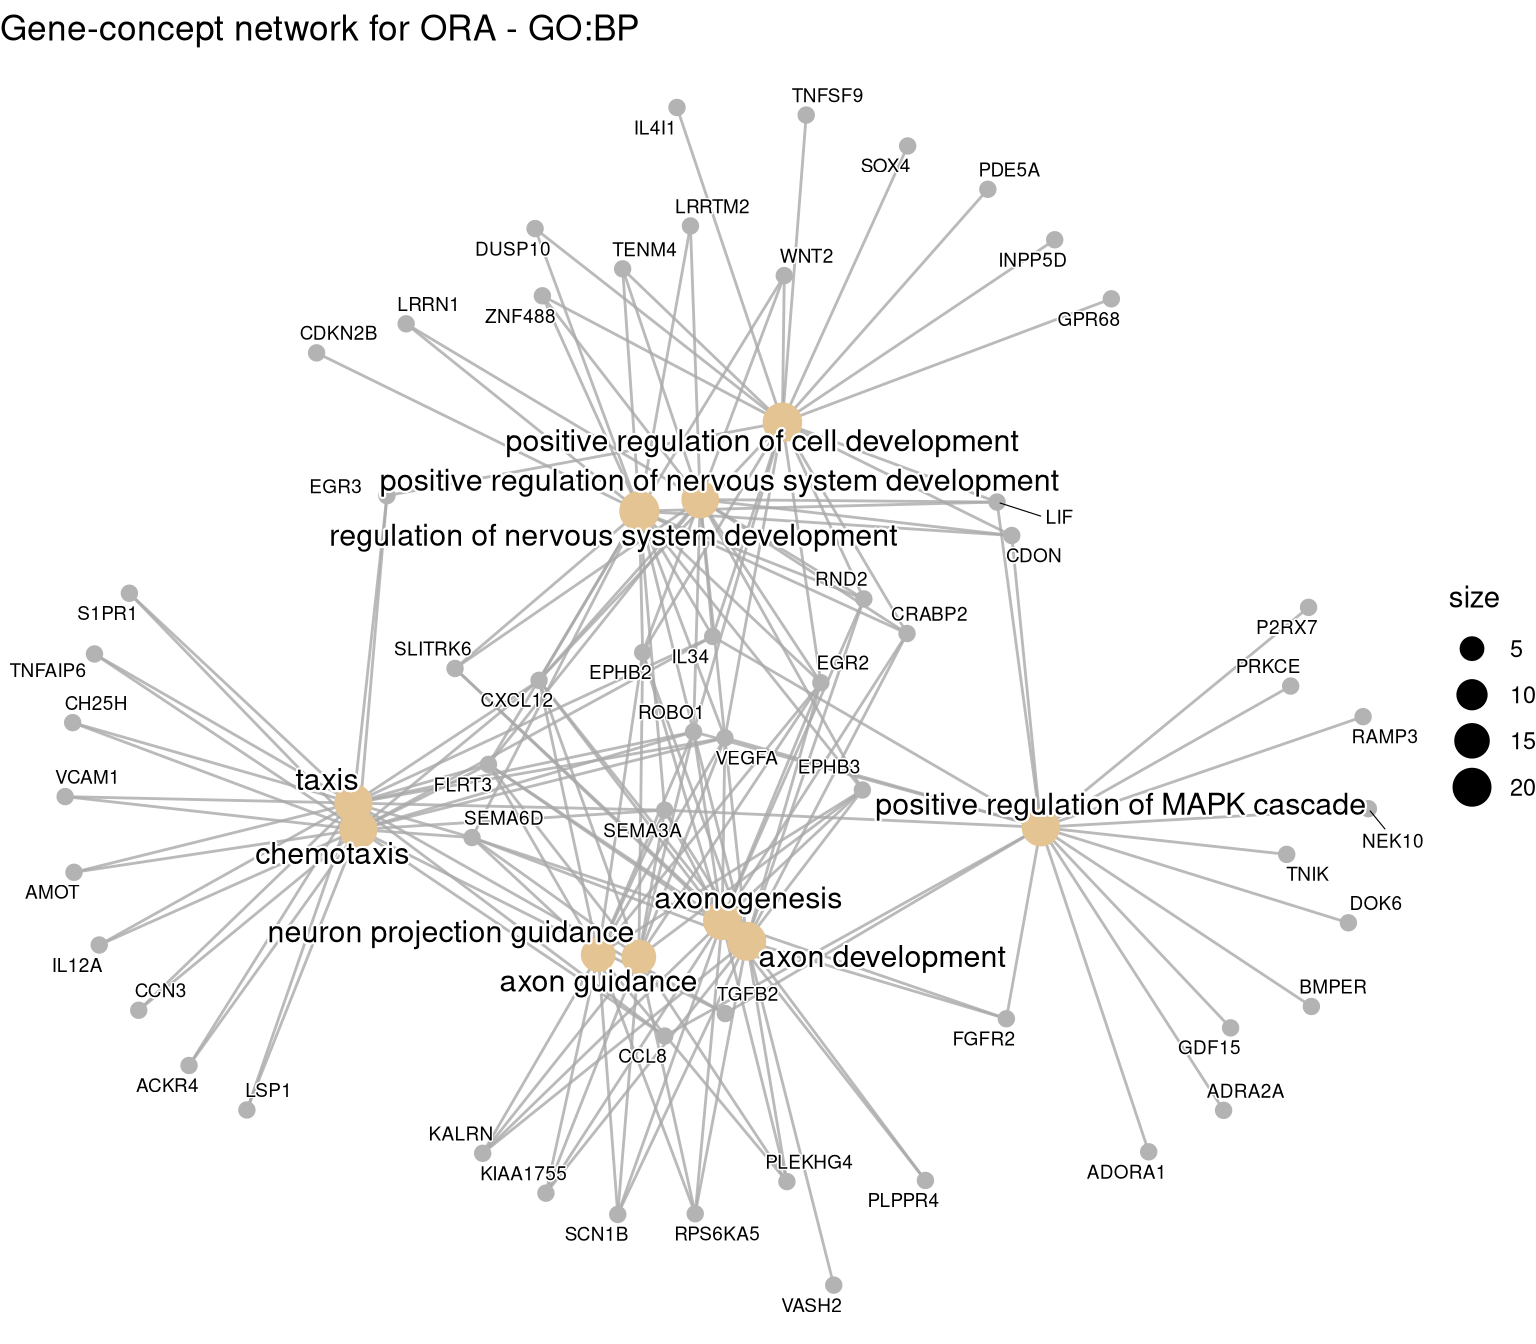 Gene-concept network for ORA - GO:BP
TNFSF9
IL4I1
SOX4
PDE5A
LRRTM2
DUSP10
TENM4
WNT2
INPP5D
LRRN1
ZNF488
GPR68
CDKN2B
positive regulation of cell development
EGR3
positive regulation of nervous system development
LIF
regulation of nervous system development
CDON
RND2
CRABP2
size
S1PR1
P2RX7
5
SLITRK6
TNFAIP6
EPHB2
IL34
EGR2
PRKCE
10
CH25H
CXCL12
ROBO1
RAMP3
15
VCAM1
taxis
FLRT3
VEGFA
EPHB3
20
SEMA6D
SEMA3A
positive regulation of MAPK cascade
NEK10
chemotaxis
TNIK
AMOT
axonogenesis
DOK6
neuron projection guidance
IL12A
axon development
axon guidance
CCN3
TGFB2
BMPER
CCL8
FGFR2
GDF15
ACKR4
LSP1
ADRA2A
KALRN
KIAA1755
PLEKHG4
ADORA1
PLPPR4
SCN1B
RPS6KA5
VASH2